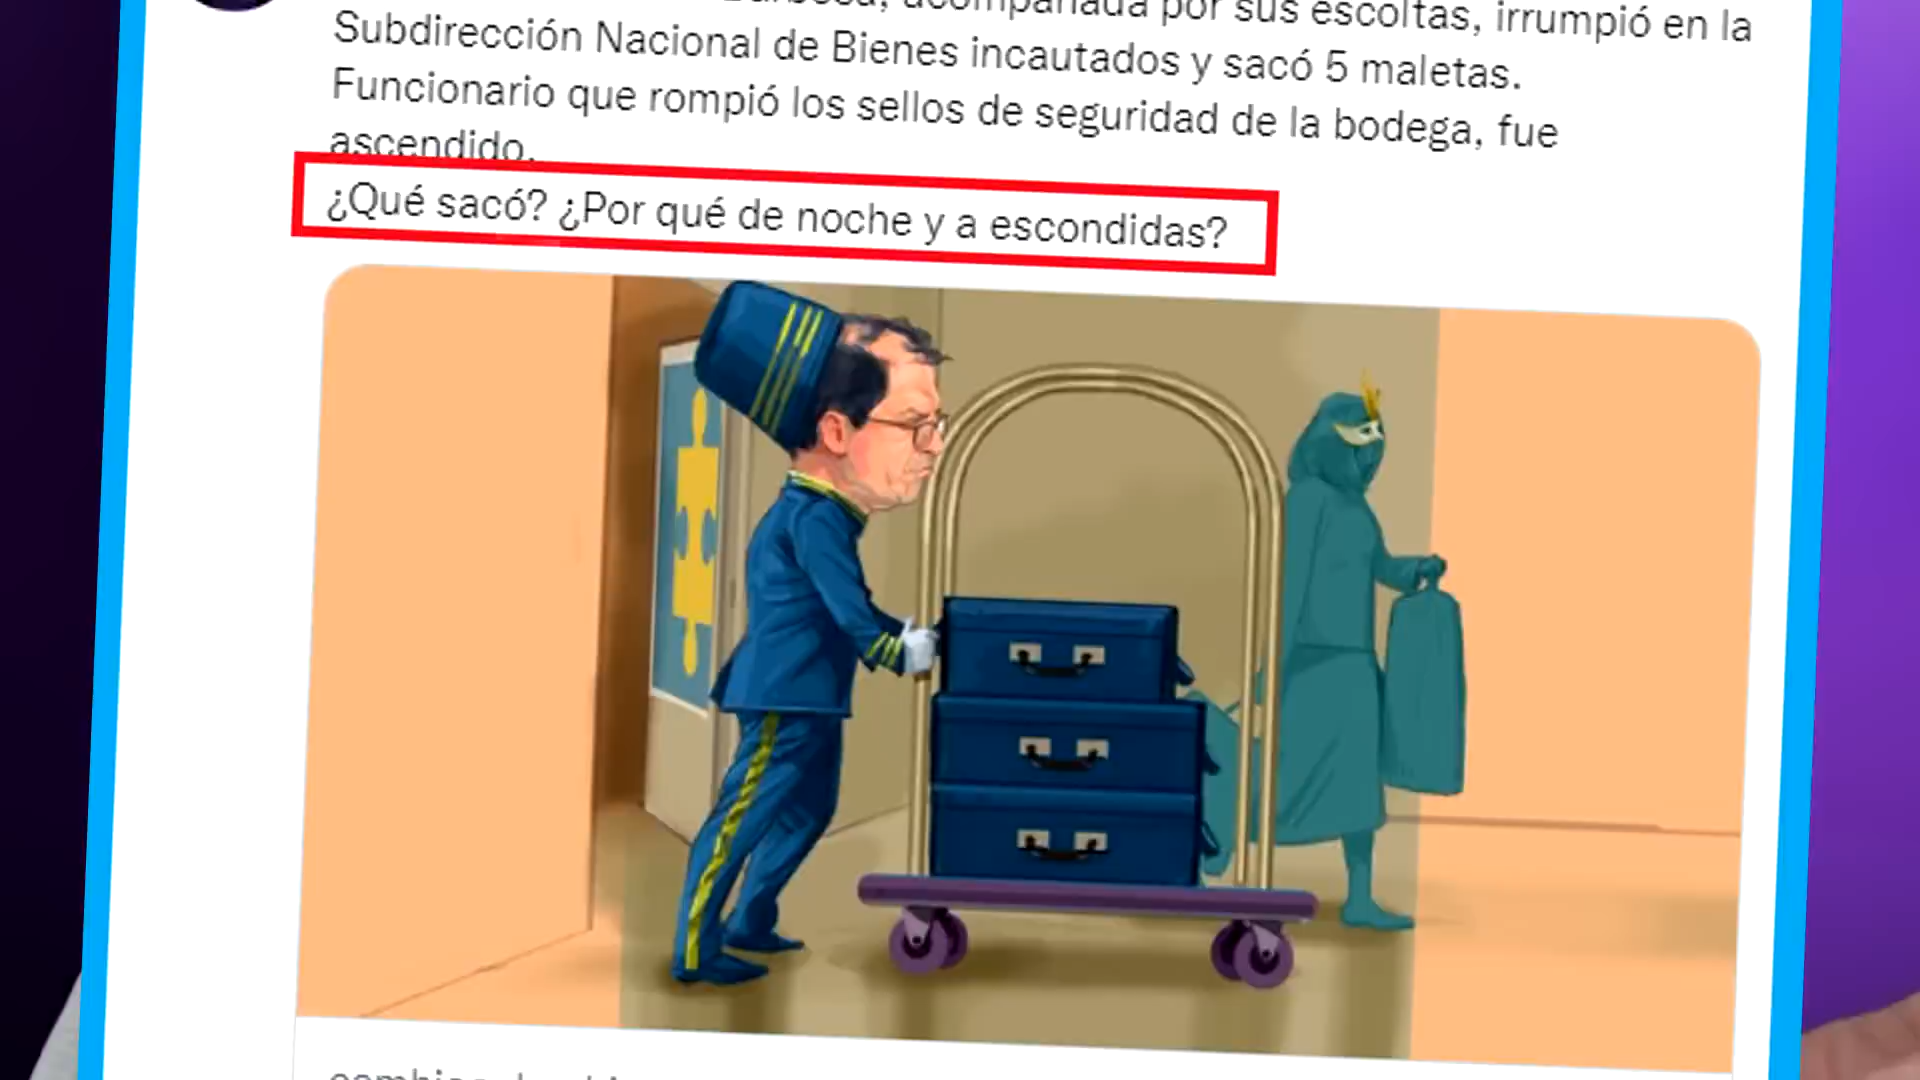 acompañada por sus escoltas, irrumpió en la
Subdirección Nacional de Bienes incautados y sacó 5 maletas.
Funcionario que rompió los sellos de seguridad de la bodega, fue
ascendido.
¿Qué sacó? ¿Por qué de noche y a escondidas?